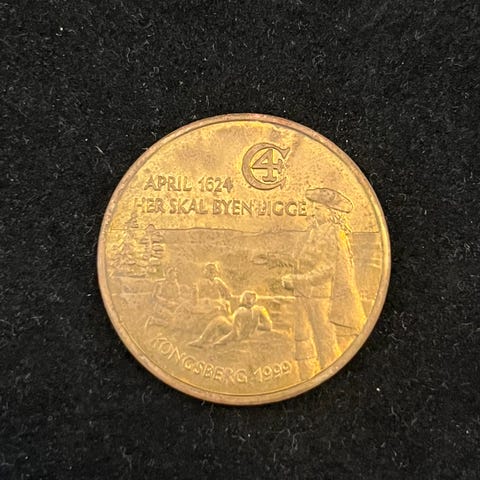 C4
APRIL 1624
HER SKAL BYEN LIGGE
KONGSBERG 1999